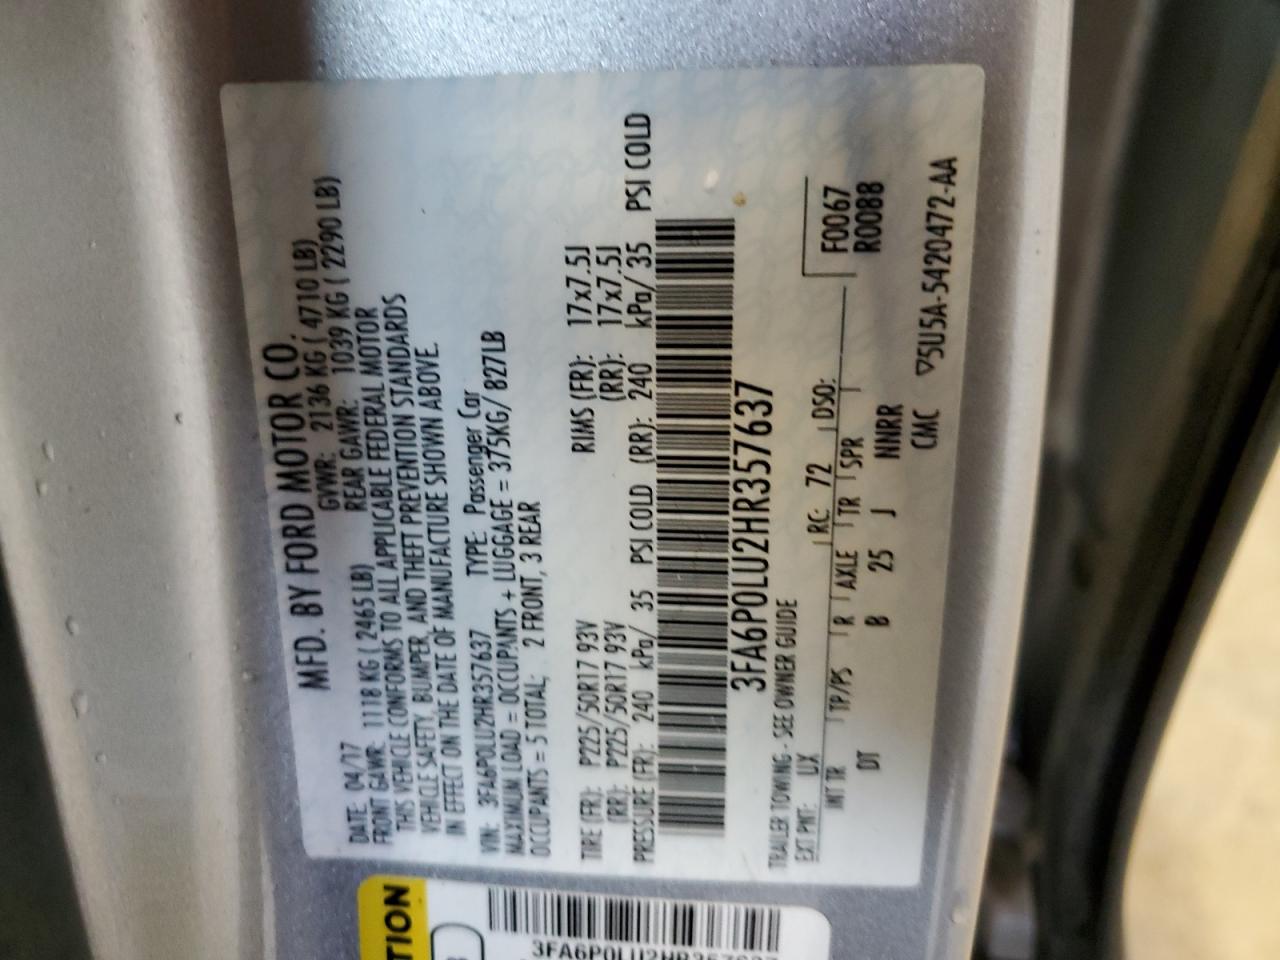 MFD. BY FORD MOTOR CO.
DATE: 04/17 GVWR: 2136 KG ( 4710 LB)
FRONT GAWR: 1118 KG ( 2465 LB) REAR GAWR: 1039 KG ( 2290 LB)
THIS VEHICLE CONFORMS TO ALL APPLICABLE FEDERAL MOTOR
VEHICLE SAFETY, BUMPER, AND THEFT PREVENTION STANDARDS
IN EFFECT ON THE DATE OF MANUFACTURE SHOWN ABOVE.
VIN: 3FA6P0LU2HR357637 TYPE: Passenger Car
MAXIMUM LOAD = OCCUPANTS + LUGGAGE = 375KG/ 827LB
OCCUPANTS = 5 TOTAL; 2 FRONT, 3 REAR
TIRE (FR): P225/50R17 93V RIMS (FR): 17x7.5J
(RR): P225/50R17 93V (RR): 17x7.5J
PRESSURE (FR): 240 kPa/ 35 PSI COLD (RR): 240 kPa/ 35 PSI COLD
3FA6P0LU2HR357637
TRAILER TOWING - SEE OWNER GUIDE
EXT PNT: UX RC: 72 DSO: F0067
INT TR TP/PS R AXLE TR SPR R0088
DT B 25 J NNRR
CMC ▽5U5A-5420472-AA
TION
3FA6P0LU2HR357637